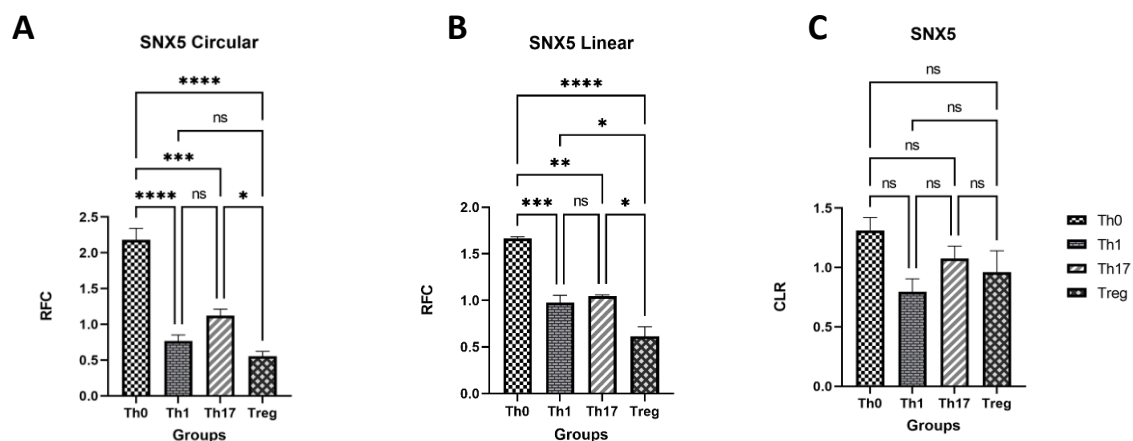 A
SNX5 Circular
****
ns
***
****
ns
*
2.5
2.0
1.5
1.0
0.5
0.0
RFC
Th0 Th1 Th17 Treg
Groups
B
SNX5 Linear
****
*
**
***
ns
*
2.0
1.5
1.0
0.5
0.0
RFC
Th0 Th1 Th17 Treg
Groups
C
SNX5
ns
ns
ns
ns
ns
ns
1.5
1.0
0.5
0.0
CLR
Th0 Th1 Th17 Treg
Groups
Th0
Th1
Th17
Treg